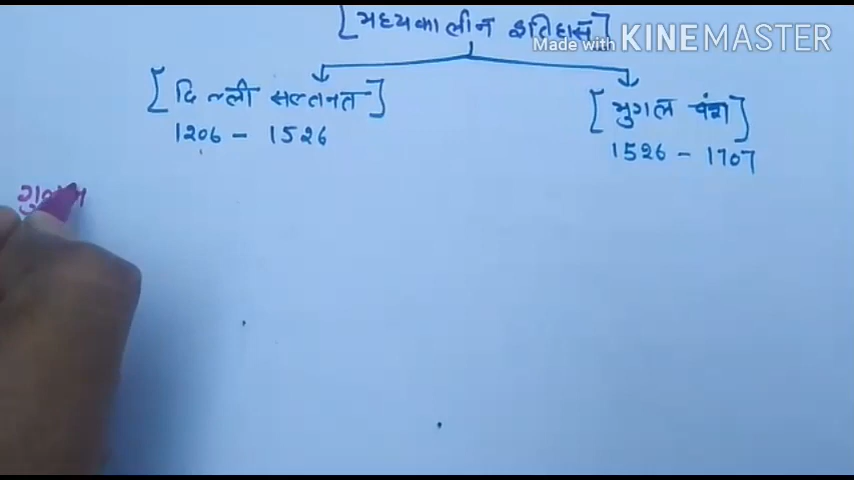 [मध्यकालीन इतिहास]
Made with KINEMASTER
[दिल्ली सल्तनत]
[मुगल वंश]
1206 - 1526
1526 - 1707